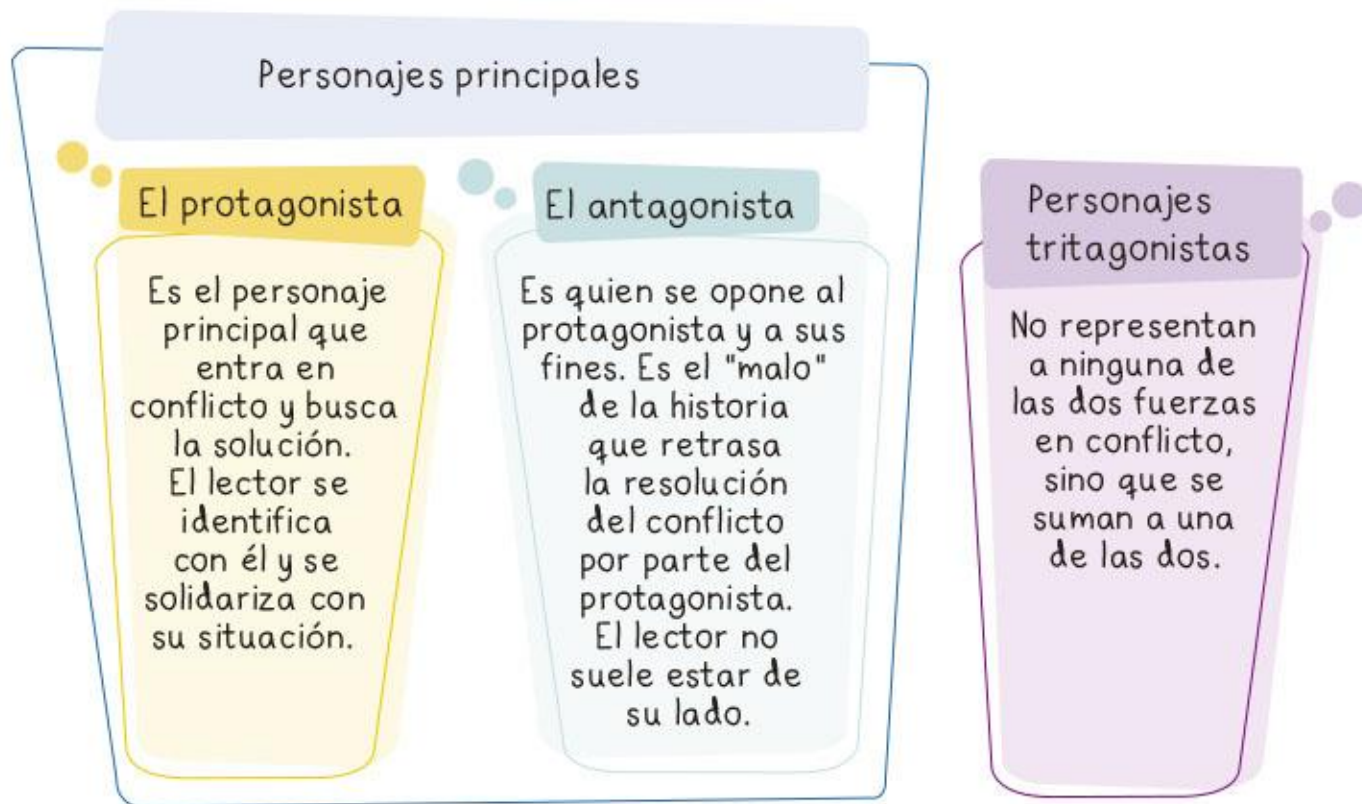 Personajes principales
El protagonista
Es el personaje
principal que
entra en
conflicto y busca
la solución.
El lector se
identifica
con él y se
solidariza con
su situación.
El antagonista
Es quien se opone al
protagonista y a sus
fines. Es el "malo"
de la historia
que retrasa
la resolución
del conflicto
por parte del
protagonista.
El lector no
suele estar de
su lado.
Personajes
tritagonistas
No representan
a ninguna de
las dos fuerzas
en conflicto,
sino que se
suman a una
de las dos.